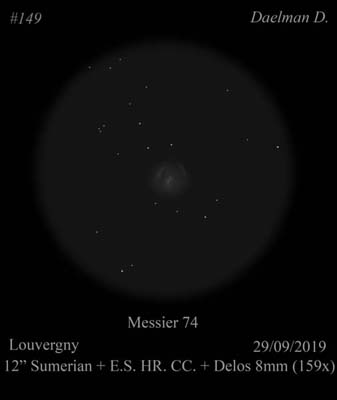 #149 Daelman D.
Messier 74
Louvergny 29/09/2019
12” Sumerian + E.S. HR. CC. + Delos 8mm (159x)